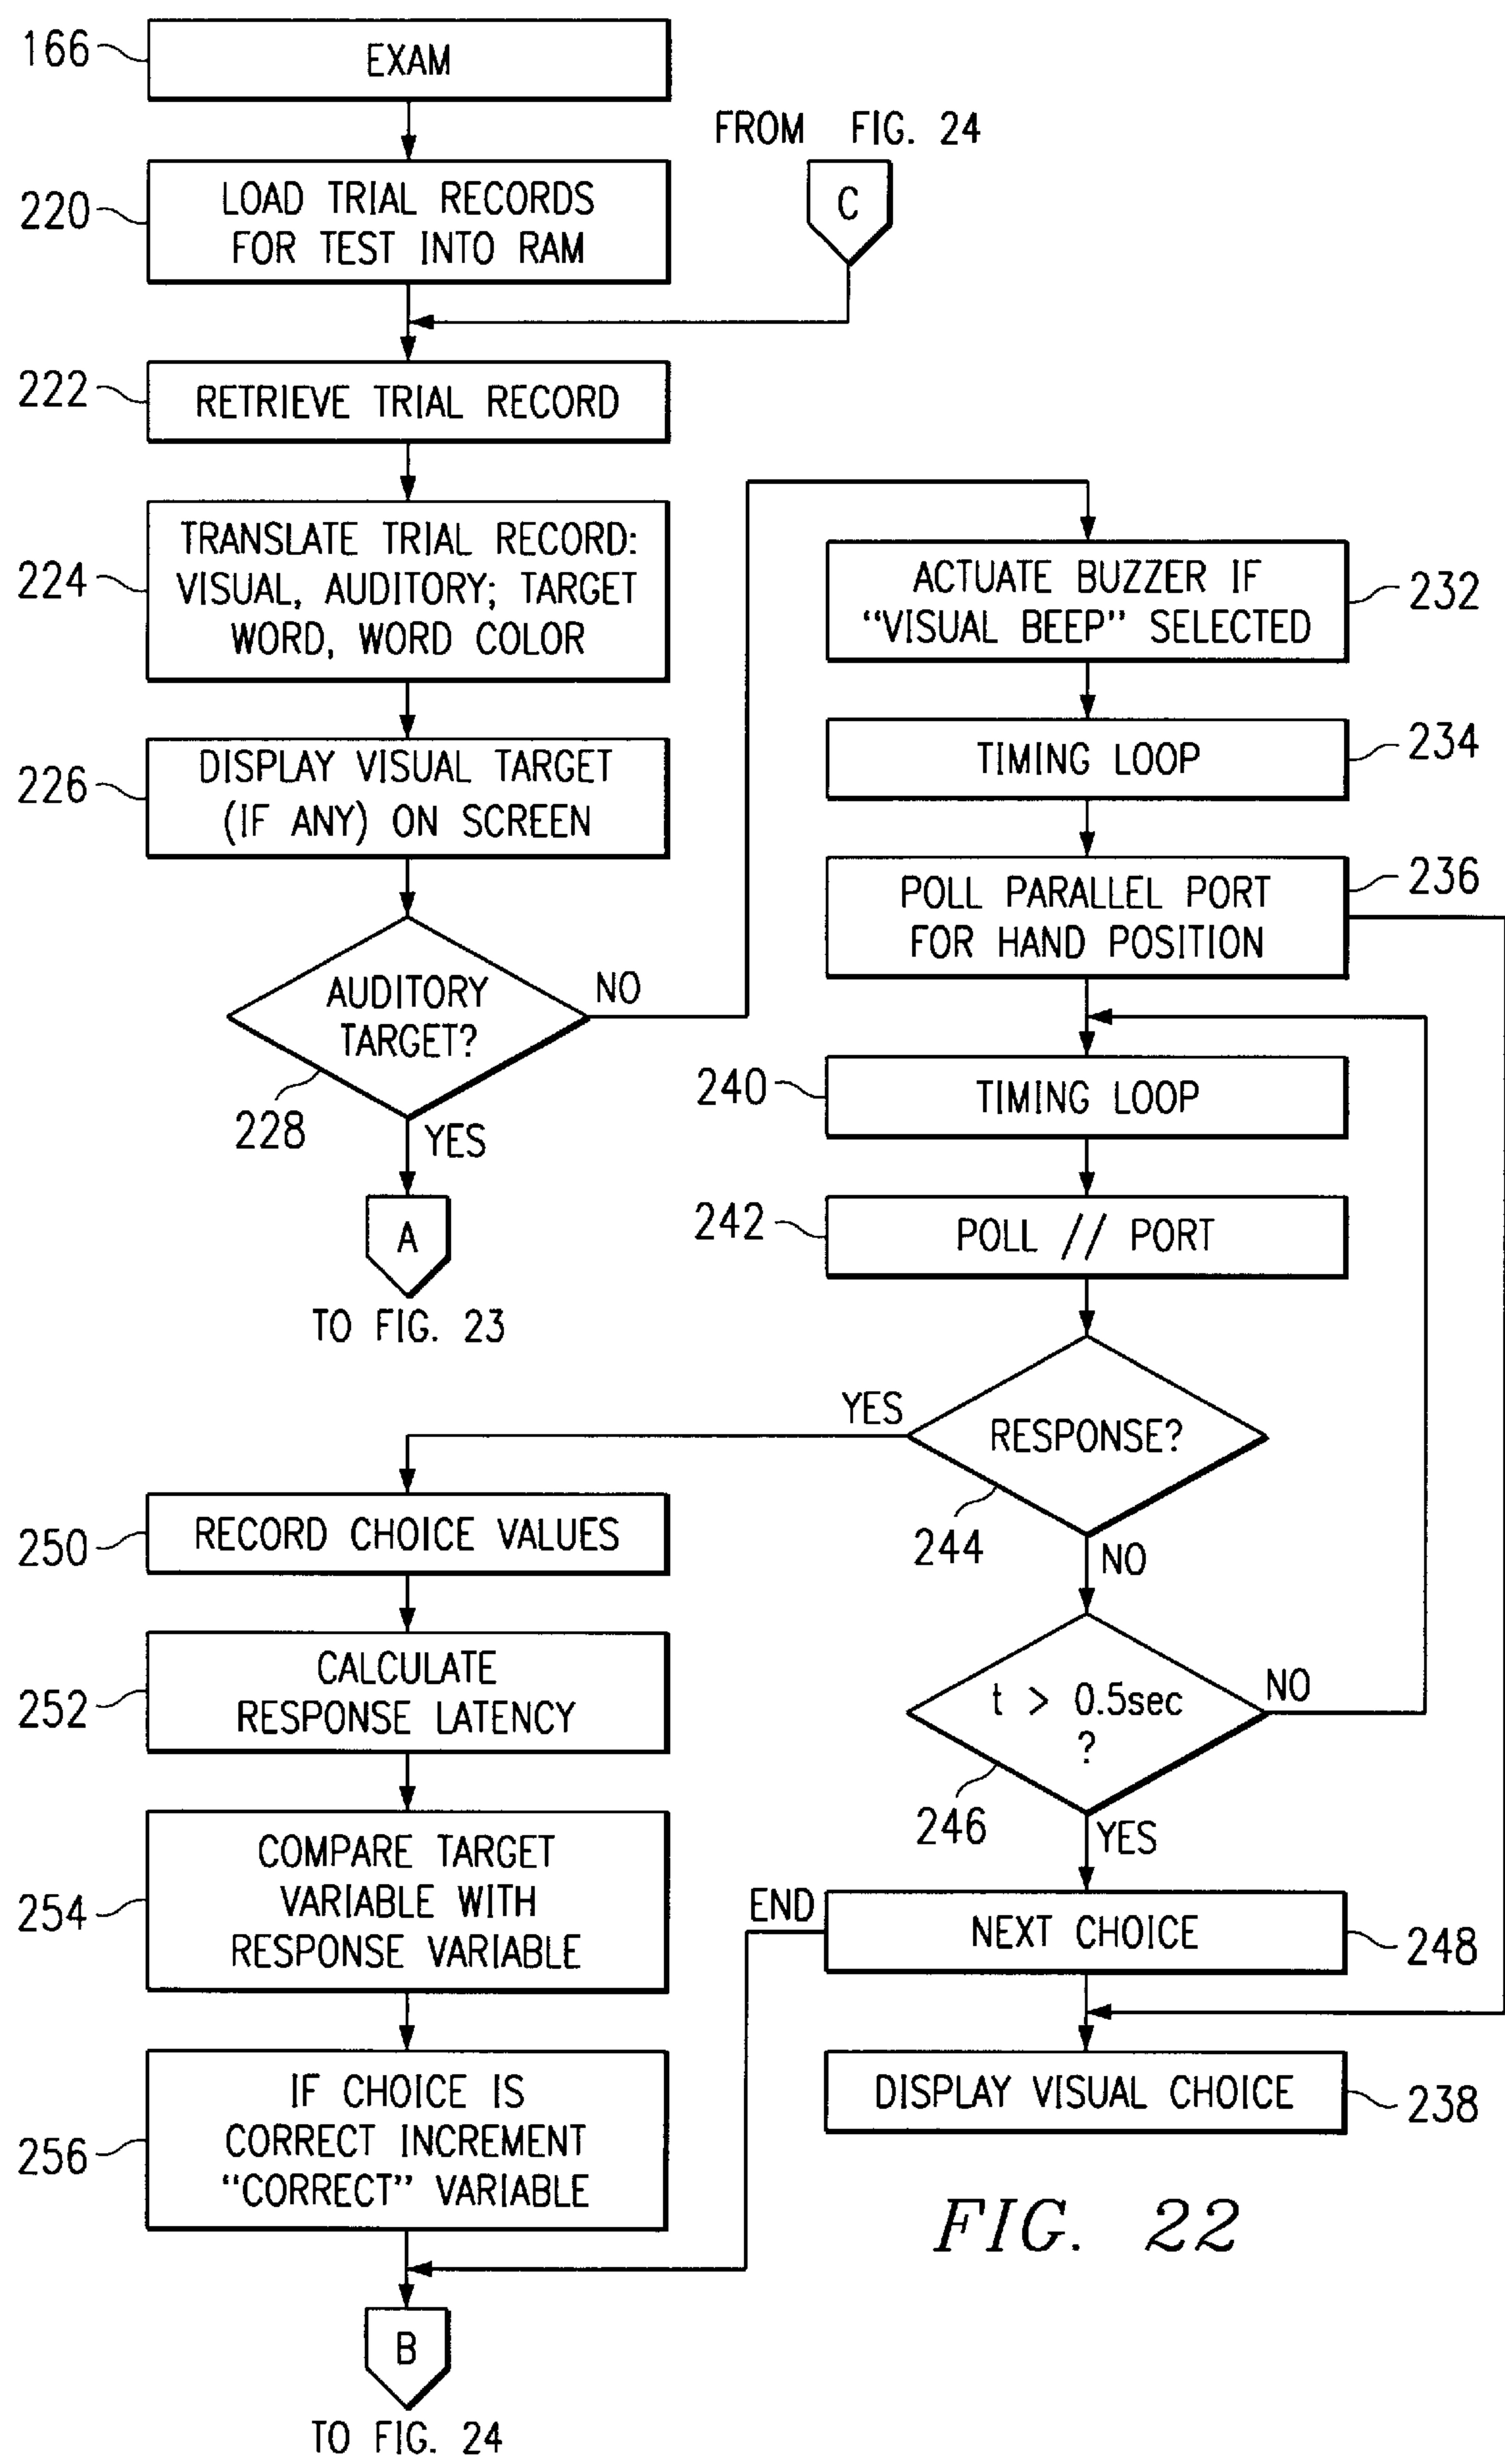 166
EXAM
FROM FIG. 24
C
220
LOAD TRIAL RECORDS
FOR TEST INTO RAM
222
RETRIEVE TRIAL RECORD
224
TRANSLATE TRIAL RECORD:
VISUAL, AUDITORY; TARGET
WORD, WORD COLOR
226
DISPLAY VISUAL TARGET
(IF ANY) ON SCREEN
AUDITORY
TARGET?
NO
228
YES
A
TO FIG. 23
ACTUATE BUZZER IF
“VISUAL BEEP” SELECTED
232
TIMING LOOP
234
POLL PARALLEL PORT
FOR HAND POSITION
236
240
TIMING LOOP
242
POLL // PORT
YES
RESPONSE?
244
NO
t > 0.5sec
?
NO
246
YES
END
NEXT CHOICE
248
DISPLAY VISUAL CHOICE
238
250
RECORD CHOICE VALUES
252
CALCULATE
RESPONSE LATENCY
254
COMPARE TARGET
VARIABLE WITH
RESPONSE VARIABLE
256
IF CHOICE IS
CORRECT INCREMENT
“CORRECT” VARIABLE
B
TO FIG. 24
FIG. 22